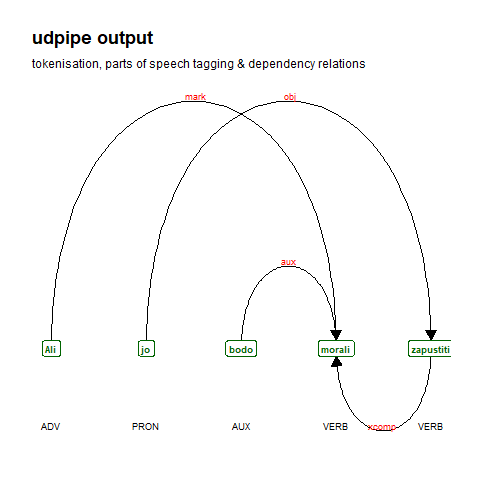 udpipe output
tokenisation, parts of speech tagging & dependency relations
mark obj
aux
Ali jo bodo morali zapustiti
ADV PRON AUX VERB xcomp VERB